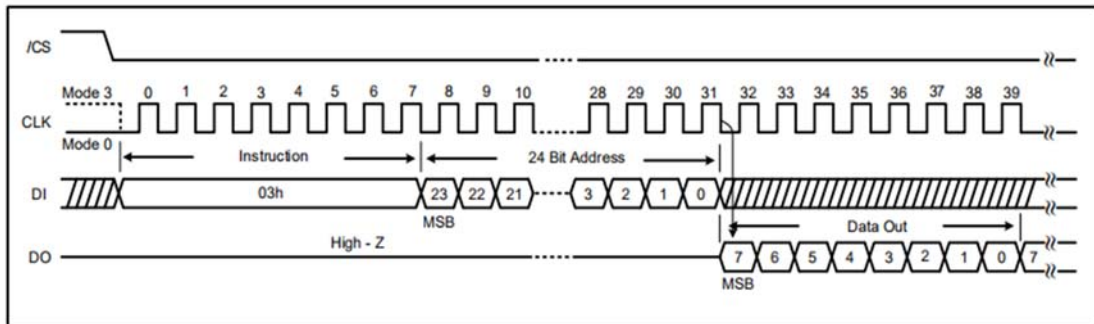 /CS
Mode 3 0 1 2 3 4 5 6 7 8 9 10 28 29 30 31 32 33 34 35 36 37 38 39
CLK
Mode 0
Instruction 24 Bit Address
DI 03h 23 22 21 3 2 1 0
MSB Data Out
High - Z
DO 7 6 5 4 3 2 1 0 7
MSB